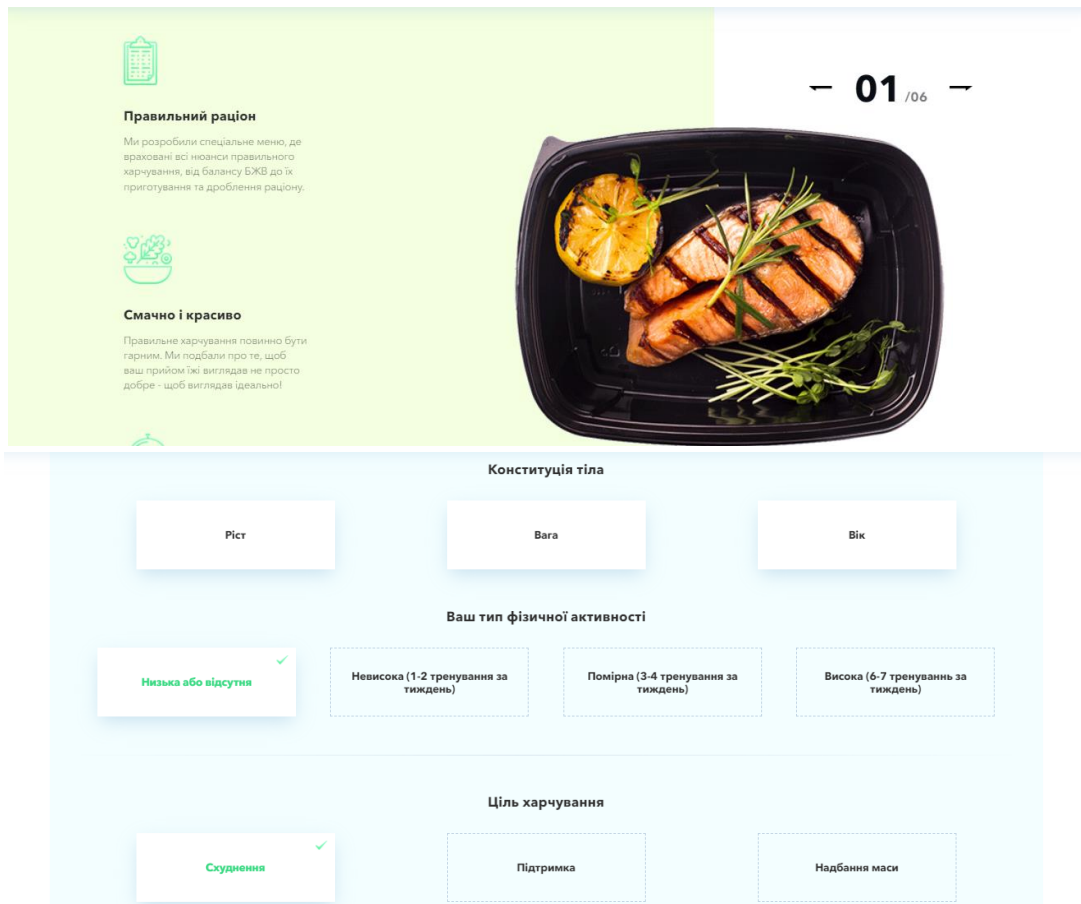 01 /06
Правильний раціон
Ми розробили спеціальне меню, де
враховані всі нюанси правильного
харчування, від балансу БЖВ до їх
приготування та дроблення раціону.
Смачно і красиво
Правильне харчування повинно бути
гарним. Ми подбали про те, щоб
ваш прийом їжі виглядав не просто
добре - щоб виглядав ідеально!
Конституція тіла
Ріст
Вага
Вік
Ваш тип фізичної активності
Низька або відсутня
Невисока (1-2 тренування за
тиждень)
Помірна (3-4 тренування за
тиждень)
Висока (6-7 тренуваннь за
тиждень)
Ціль харчування
Схуднення
Підтримка
Надбання маси